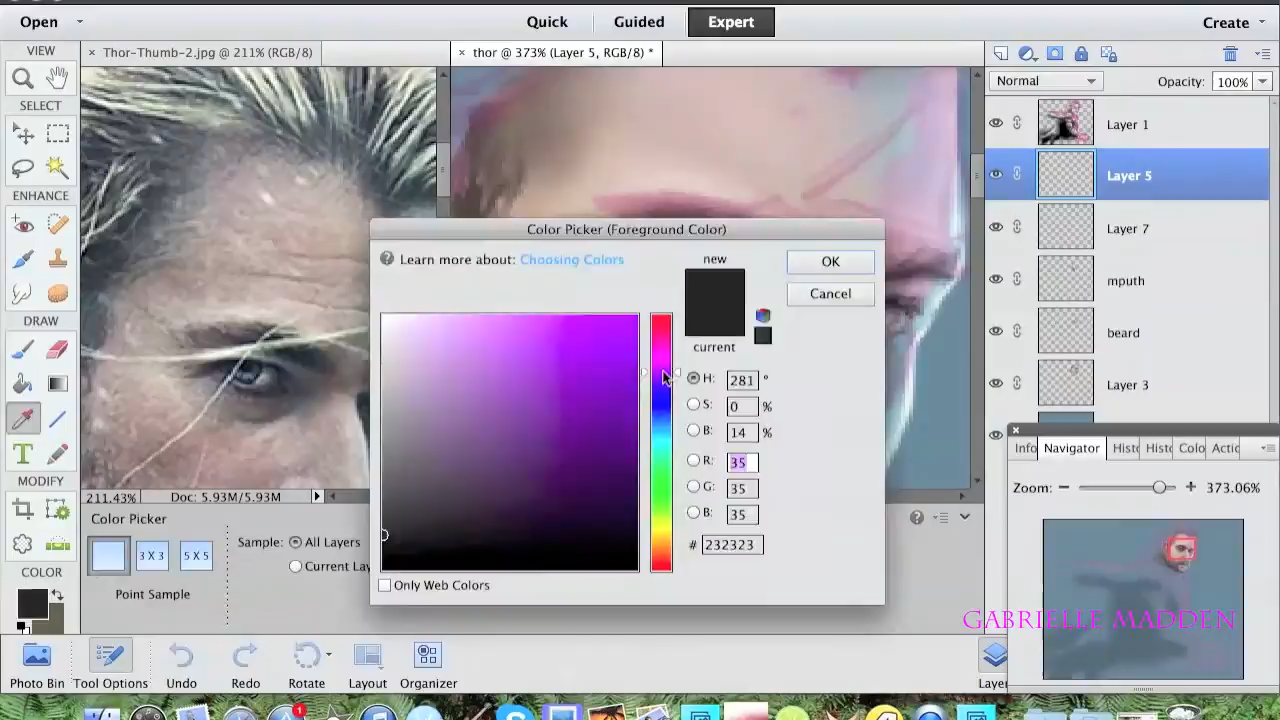 Open
Quick
Guided
Expert
Create
VIEW
× Thor-Thumb-2.jpg @ 211% (RGB/8)
× thor @ 373% (Layer 5, RGB/8) *
SELECT
Normal
Opacity: 100%
Layer 1
Layer 5
ENHANCE
Layer 7
mputh
beard
Layer 3
DRAW
Color Picker (Foreground Color)
Learn more about: Choosing Colors
new
current
OK
Cancel
H: 281 °
S: 0 %
B: 14 %
R: 35
G: 35
B: 35
# 232323
Only Web Colors
MODIFY
211.43%
Doc: 5.93M/5.93M
Color Picker
3 X 3
5 X 5
Point Sample
Sample:
All Layers
Current Lay
COLOR
Info
Navigator
Histo
Histo
Colo
Actic
Zoom:
373.06%
GABRIELLE MADDEN
Photo Bin
Tool Options
Undo
Redo
Rotate
Layout
Organizer
Layer
1